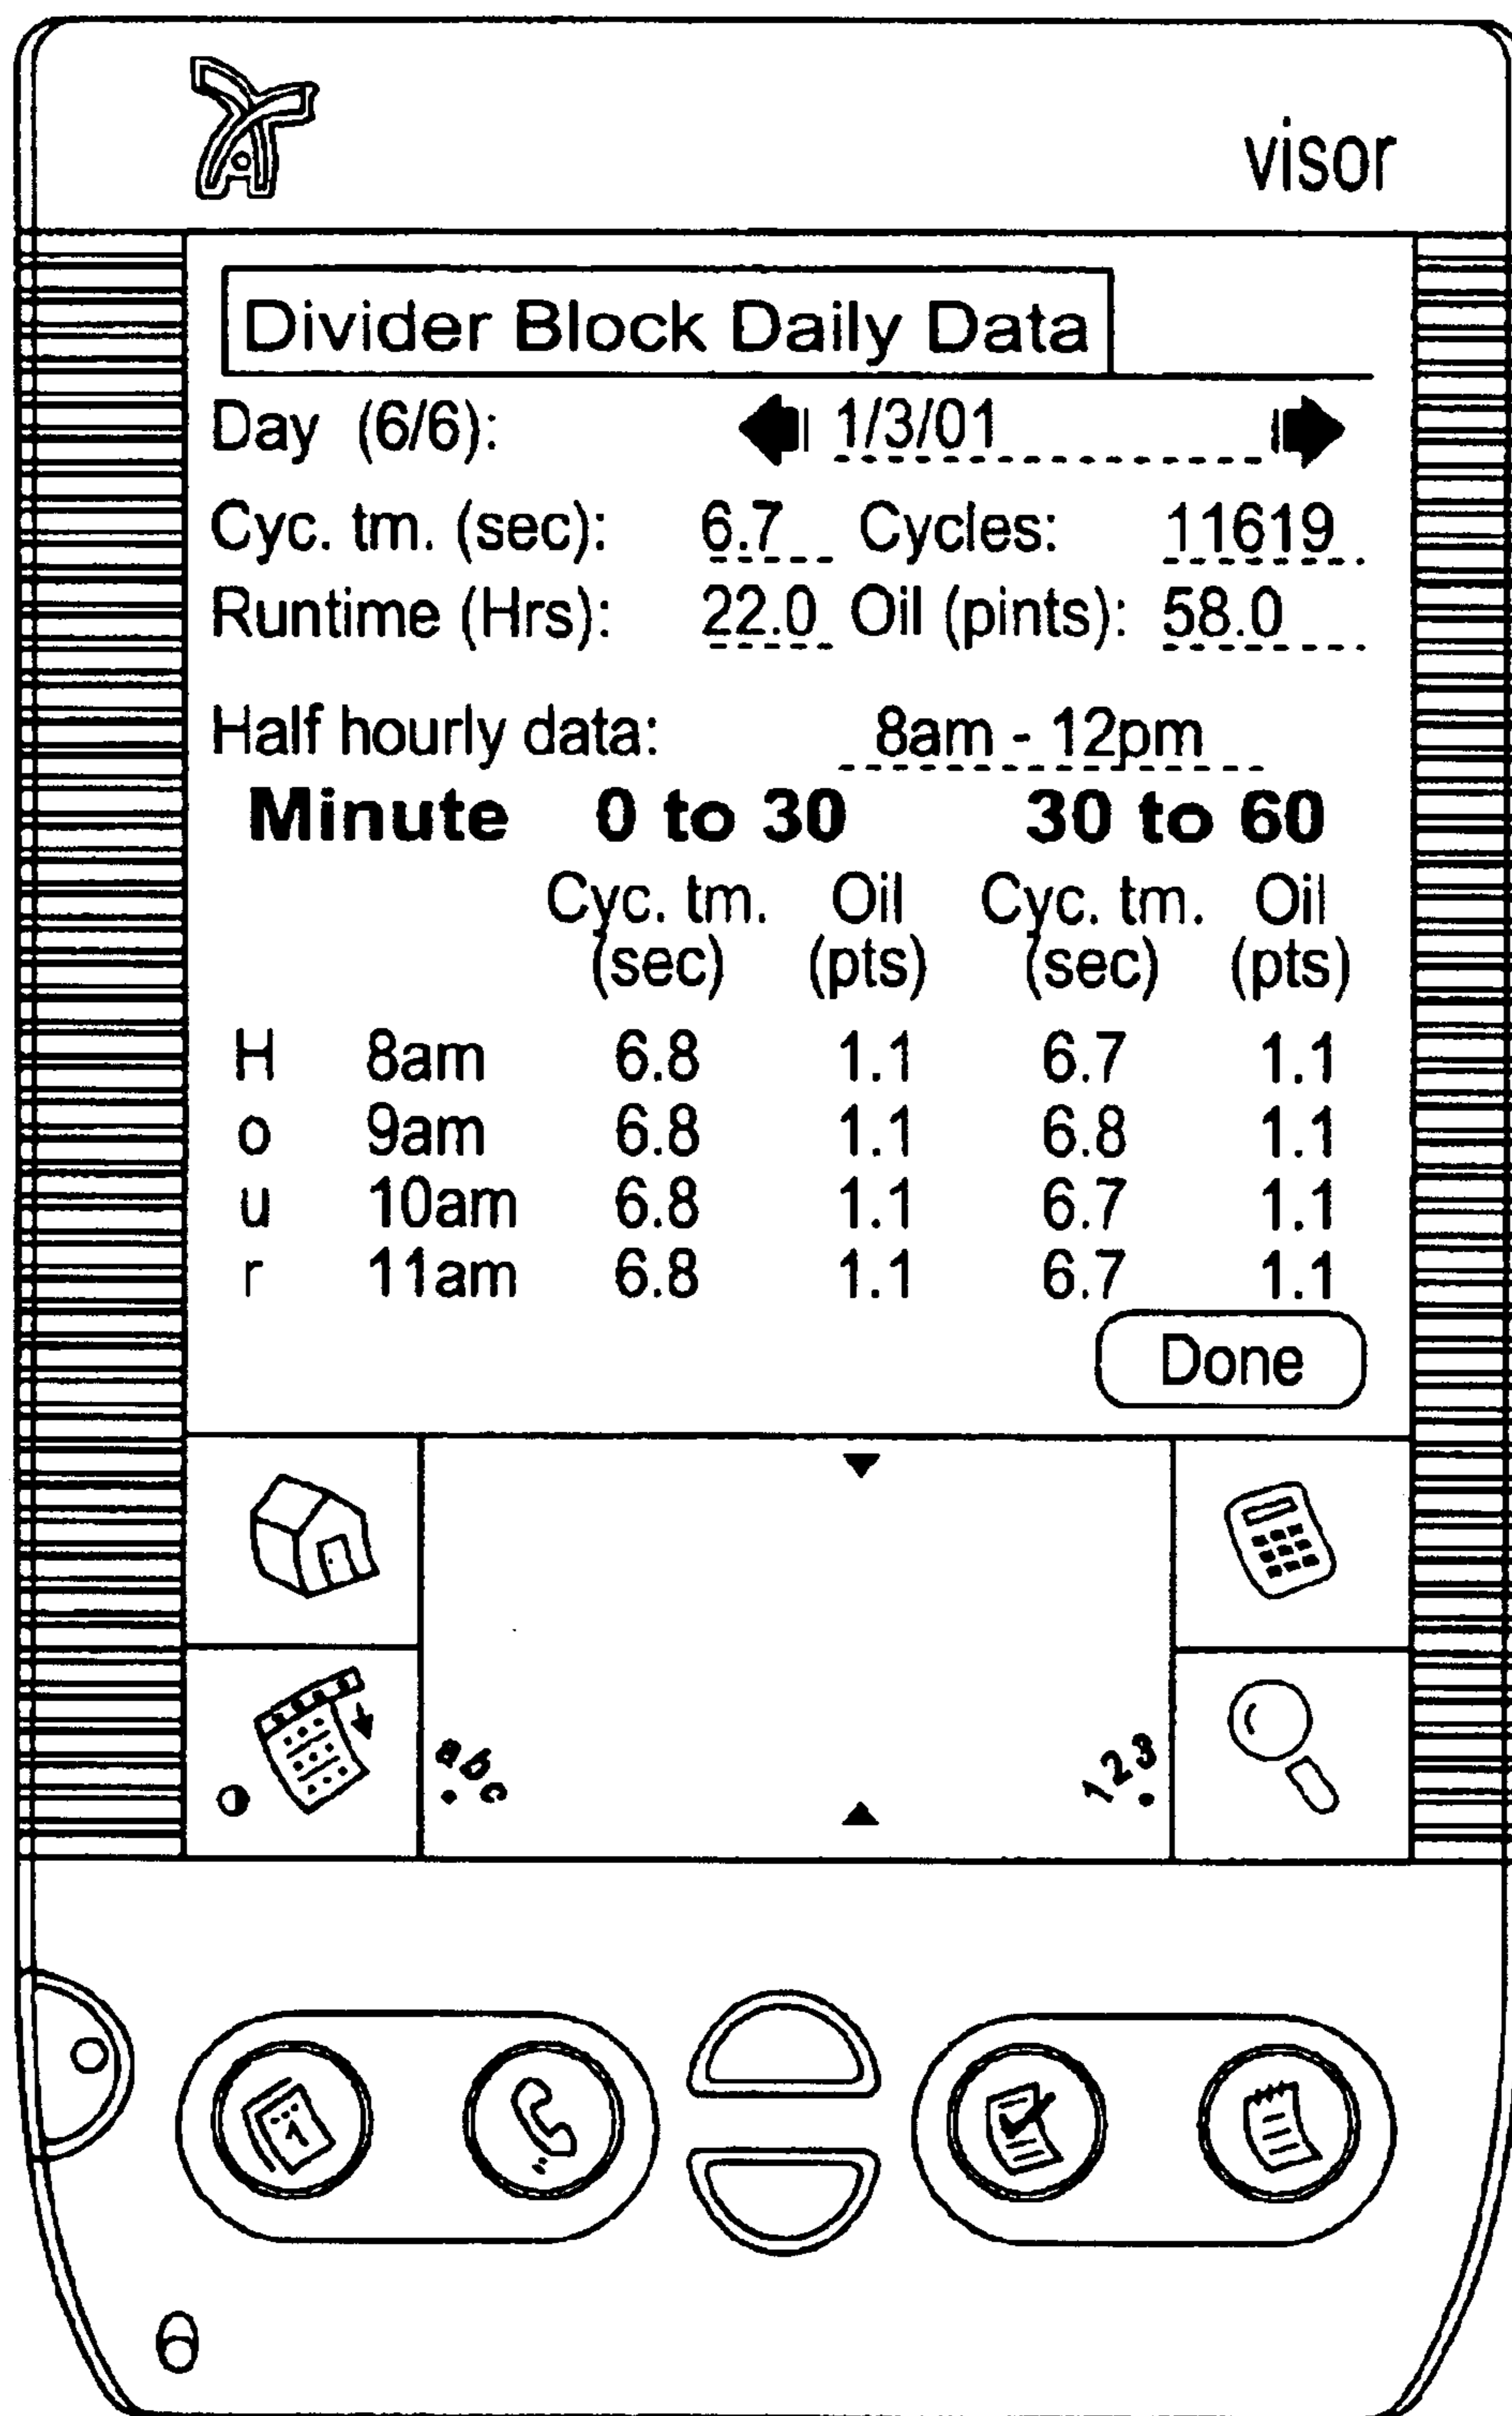 visor
Divider Block Daily Data
Day (6/6): 1/3/01
Cyc. tm. (sec): 6.7 Cycles: 11619
Runtime (Hrs): 22.0 Oil (pints): 58.0
Half hourly data: 8am - 12pm
Minute 0 to 30 30 to 60
Cyc. tm. Oil Cyc. tm. Oil
(sec) (pts) (sec) (pts)
H 8am 6.8 1.1 6.7 1.1
o 9am 6.8 1.1 6.8 1.1
u 10am 6.8 1.1 6.7 1.1
r 11am 6.8 1.1 6.7 1.1
Done
abc 123
1